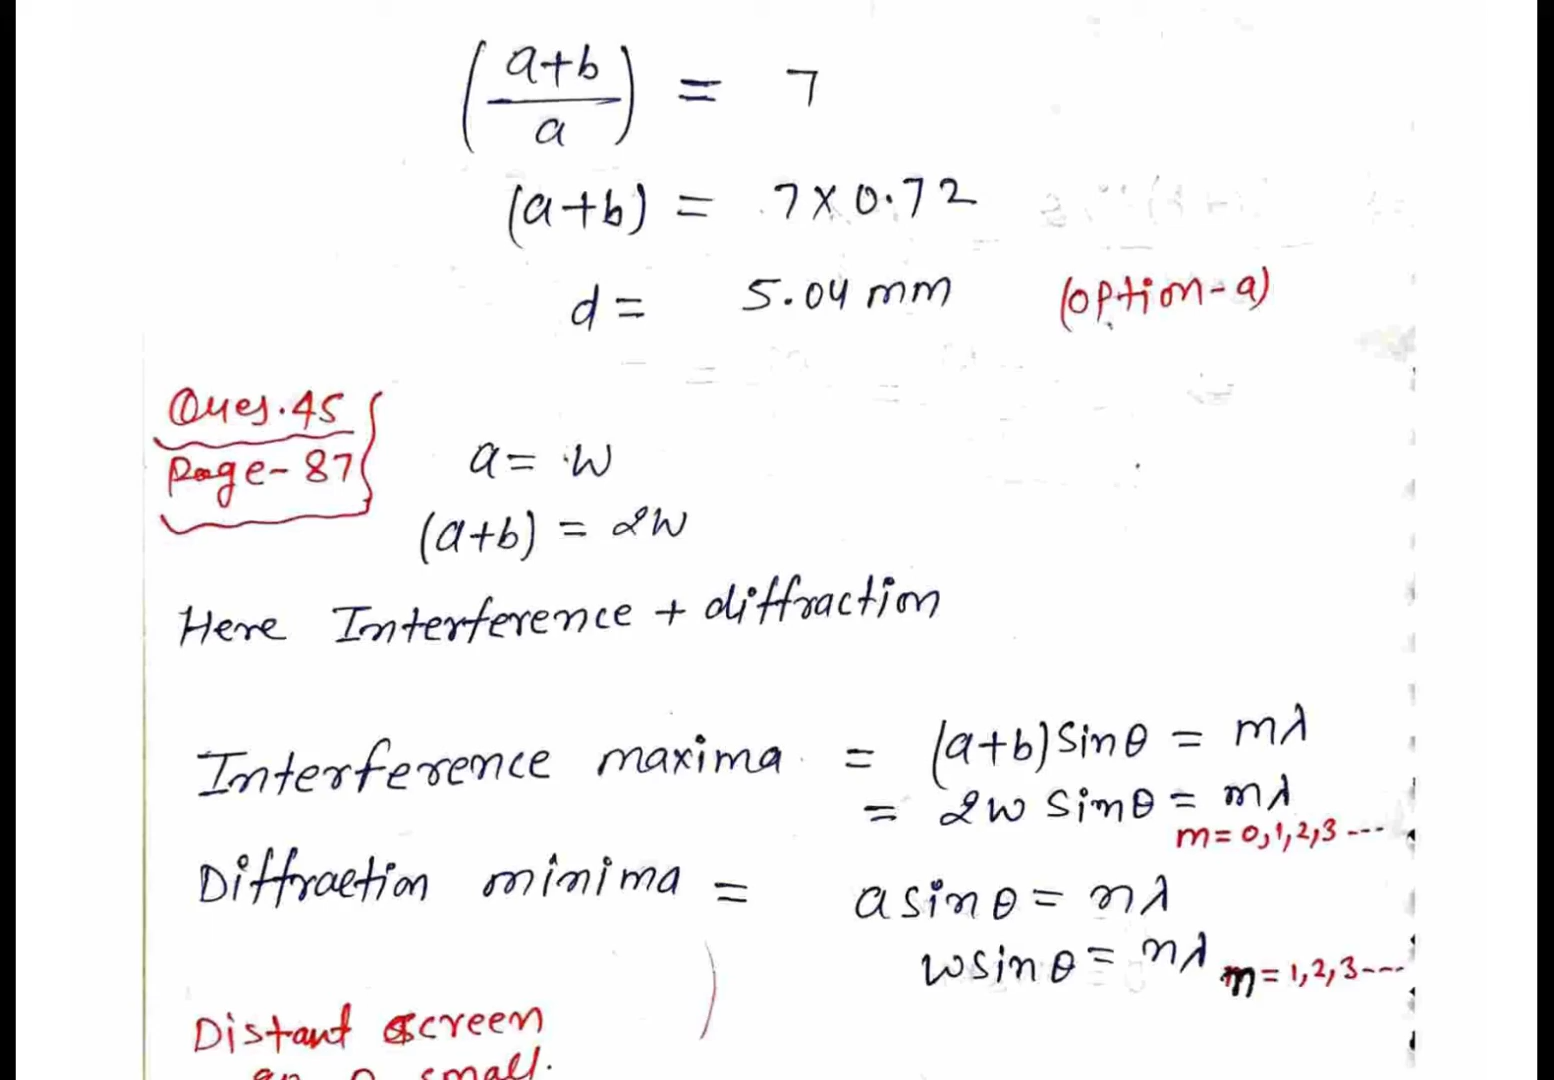 (a+b/a) = 7
(a+b) = 7×0.72
d = 5.04 mm (option-a)
Ques.45
Page-87
a = w
(a+b) = 2w
Here Interference + diffraction
Interference maxima = (a+b) sinθ = mλ
= 2w sinθ = mλ
m = 0,1,2,3 ----
Diffraction minima = a sinθ = nλ
w sinθ = nλ n = 1,2,3----
Distant screen
small.